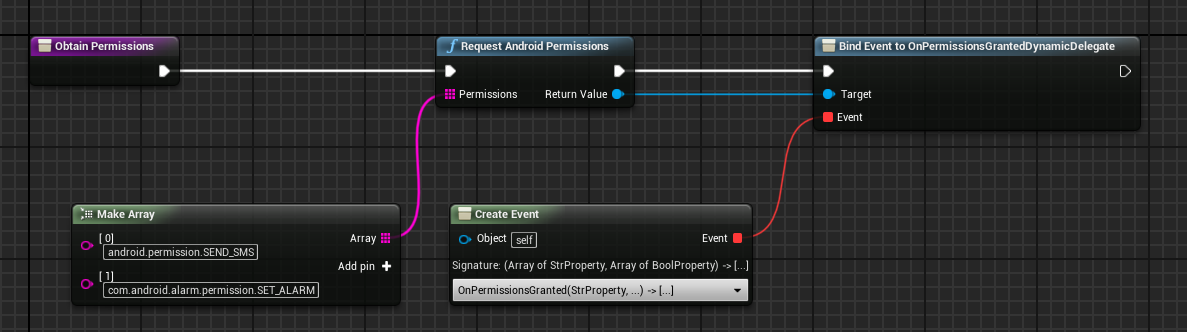 Obtain Permissions
f Request Android Permissions
Permissions
Return Value
Bind Event to OnPermissionsGrantedDynamicDelegate
Target
Event
Make Array
[ 0]
android.permission.SEND_SMS
Array
Add pin +
[ 1]
com.android.alarm.permission.SET_ALARM
Create Event
Object self
Event
Signature: (Array of StrProperty, Array of BoolProperty) -> [...]
OnPermissionsGranted(StrProperty, ...) -> [...]